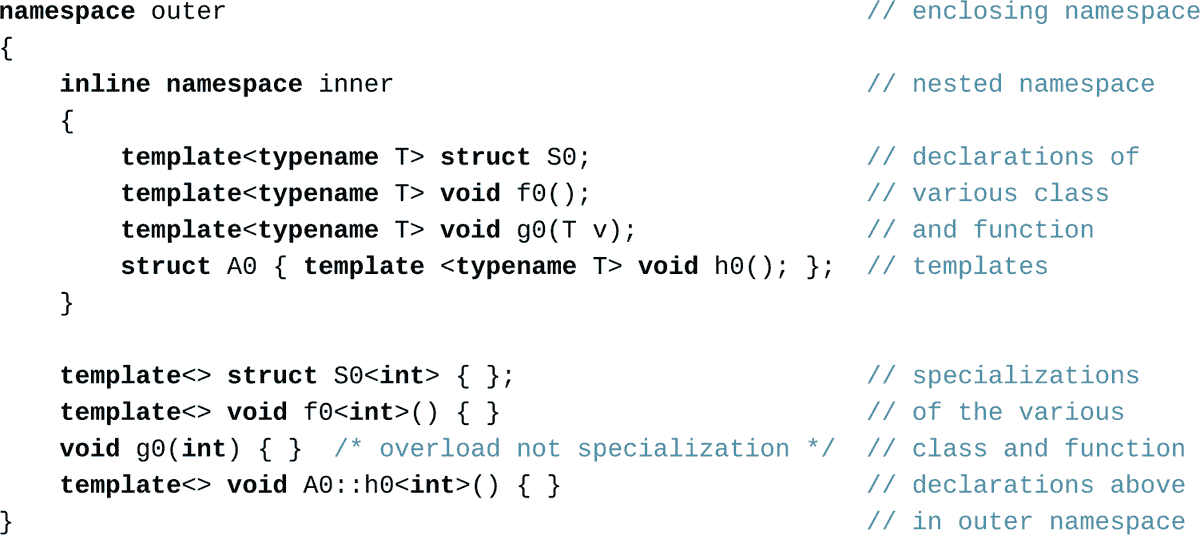 namespace outer                                          // enclosing namespace
{
    inline namespace inner                               // nested namespace
    {
        template<typename T> struct S0;                  // declarations of
        template<typename T> void f0();                  // various class
        template<typename T> void g0(T v);               // and function
        struct A0 { template <typename T> void h0(); };  // templates
    }

    template<> struct S0<int> { };                       // specializations
    template<> void f0<int>() { }                        // of the various
    void g0(int) { }  /* overload not specialization */  // class and function
    template<> void A0::h0<int>() { }                    // declarations above
}                                                        // in outer namespace